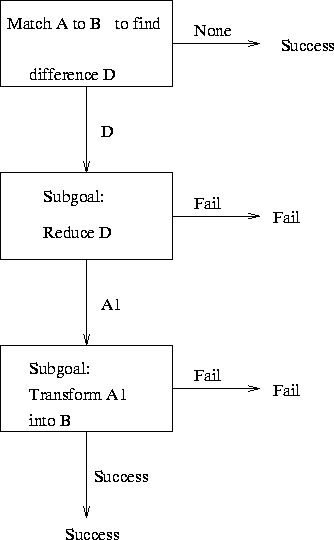 Match A to B to find
None
Success
difference D
D
Subgoal:
Fail
Fail
Reduce D
A1
Subgoal:
Fail
Transform A1
Fail
into B
Success
Success